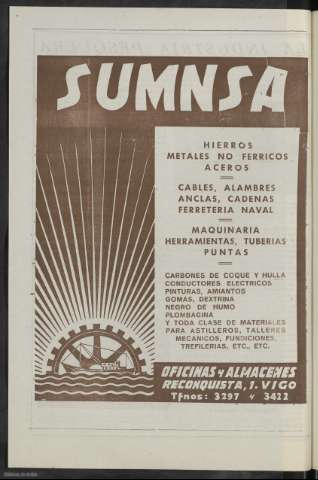 SUMNSA
HIERROS
METALES NO FERRICOS
ACEROS
CABLES, ALAMBRES
ANCLAS, CADENAS
FERRETERIA NAVAL
MAQUINARIA
HERRAMIENTAS, TUBERIAS
PUNTAS
CARBONES DE COQUE Y HULLA
CONDUCTORES ELECTRICOS
PINTURAS, AMIANTOS
GOMAS, DEXTRINA
NEGRO DE HUMO
PLOMBAGINA
Y TODA CLASE DE MATERIALES
PARA ASTILLEROS, TALLERES
MECANICOS, FUNDICIONES,
TREFILERIAS, ETC., ETC.
OFICINAS Y ALMACENES
RECONQUISTA, 1. VIGO
Tfnos: 3297 y 3422